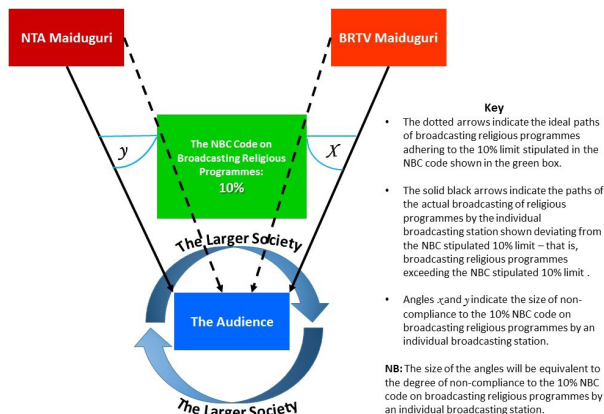 NTA Maiduguri
BRTV Maiduguri
The NBC Code on
Broadcasting Religious
Programmes:
10%
y
X
The Larger Society
The Audience
The Larger Society
Key
• The dotted arrows indicate the ideal paths
of broadcasting religious programmes
adhering to the 10% limit stipulated in the
NBC code shown in the green box.
• The solid black arrows indicate the paths of
the actual broadcasting of religious
programmes by the individual
broadcasting station shown deviating from
the NBC stipulated 10% limit – that is,
broadcasting religious programmes
exceeding the NBC stipulated 10% limit .
• Angles x and y indicate the size of non-
compliance to the 10% NBC code on
broadcasting religious programmes by an
individual broadcasting station.
NB: The size of the angles will be equivalent to
the degree of non-compliance to the 10% NBC
code on broadcasting religious programmes by
an individual broadcasting station.